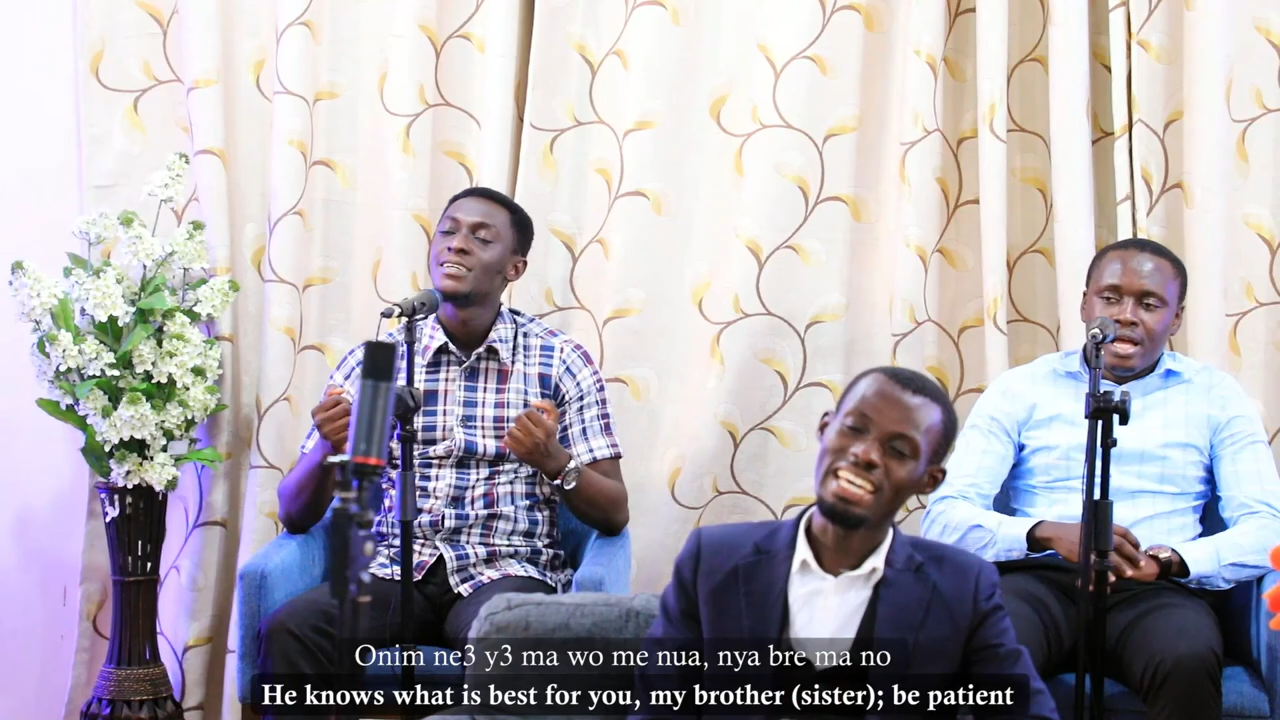 Onim ne3 y3 ma wo me nua, nya bre ma no
He knows what is best for you, my brother (sister); be patient